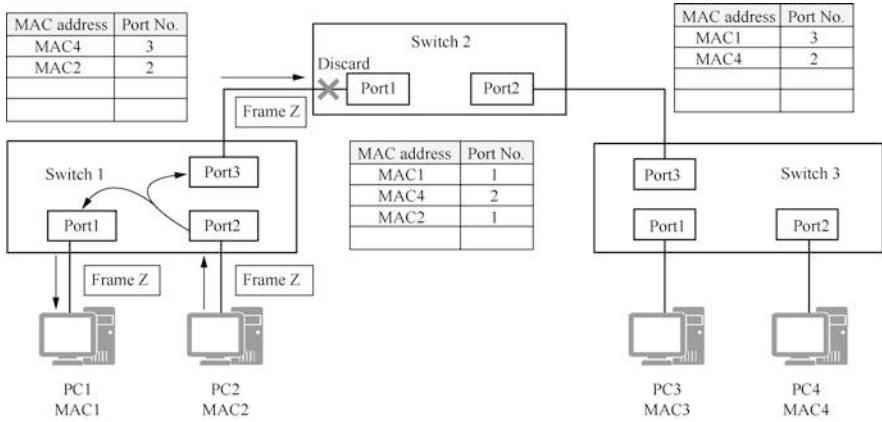 MAC address Port No.
MAC4 3
MAC2 2
Switch 2
Discard
Port1
Port2
Frame Z
MAC address Port No.
MAC1 3
MAC4 2
Switch 1
Port3
Port1
Port2
Frame Z
Frame Z
MAC address Port No.
MAC1 1
MAC4 2
MAC2 1
Port3
Switch 3
Port1
Port2
PC1
MAC1
PC2
MAC2
PC3
MAC3
PC4
MAC4